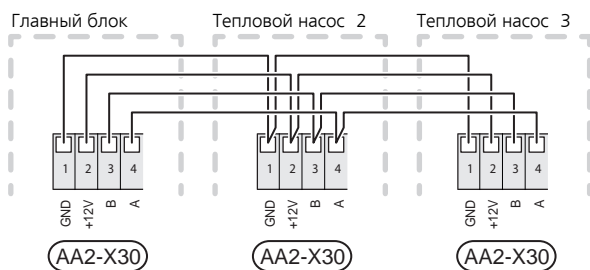 Главный блок
Тепловой насос 2
Тепловой насос 3
1 2 3 4
1 2 3 4
1 2 3 4
GND +12V B A
GND +12V B A
GND +12V B A
AA2-X30
AA2-X30
AA2-X30